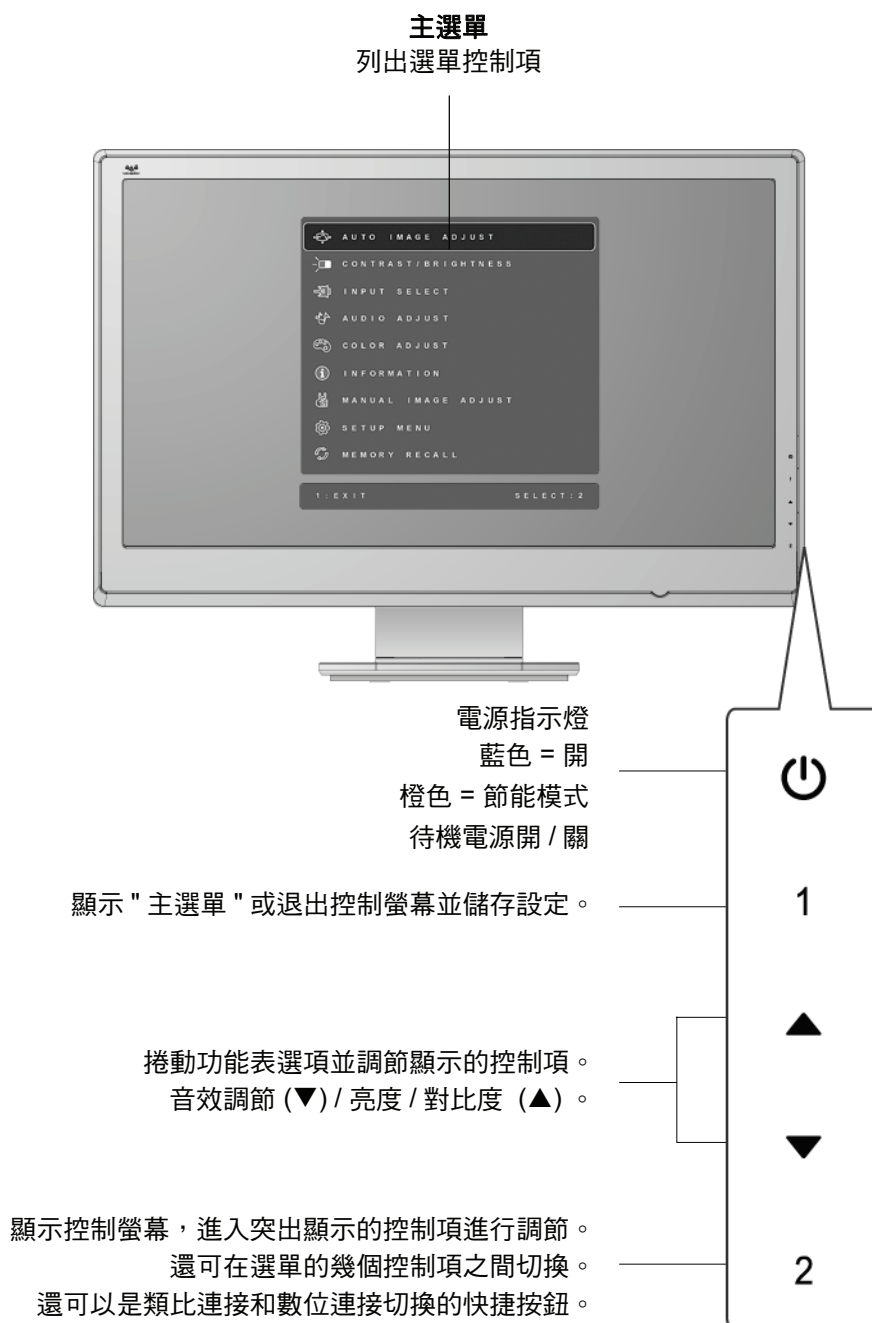 主選單
列出選單控制項
AUTO IMAGE ADJUST
CONTRAST/BRIGHTNESS
INPUT SELECT
AUDIO ADJUST
COLOR ADJUST
INFORMATION
MANUAL IMAGE ADJUST
SETUP MENU
MEMORY RECALL
1:EXIT SELECT:2
電源指示燈
藍色 = 開
橙色 = 節能模式
待機電源開 / 關
顯示 " 主選單 " 或退出控制螢幕並儲存設定。
1
捲動功能表選項並調節顯示的控制項。
音效調節 (▼) / 亮度 / 對比度 (▲) 。
顯示控制螢幕，進入突出顯示的控制項進行調節。
還可在選單的幾個控制項之間切換。
還可以是類比連接和數位連接切換的快捷按鈕。
2